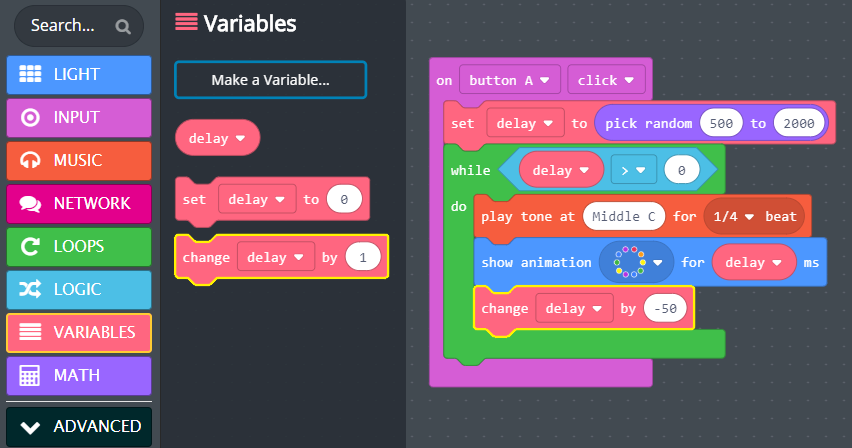 Search...
LIGHT
INPUT
MUSIC
NETWORK
LOOPS
LOGIC
VARIABLES
MATH
ADVANCED
Variables
Make a Variable...
delay
set delay to 0
change delay by 1
on button A click
set delay to pick random 500 to 2000
while delay > 0
do
play tone at Middle C for 1/4 beat
show animation for delay ms
change delay by -50